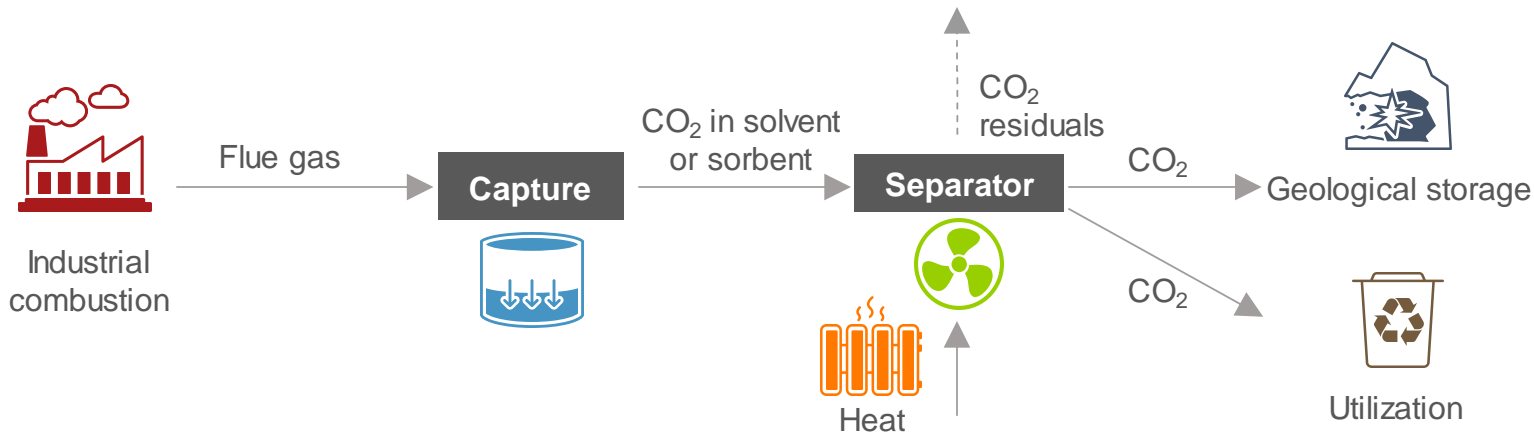 Industrial
combustion
Flue gas
Capture
CO₂ in solvent
or sorbent
Separator
Heat
CO₂
residuals
CO₂
Geological storage
CO₂
Utilization